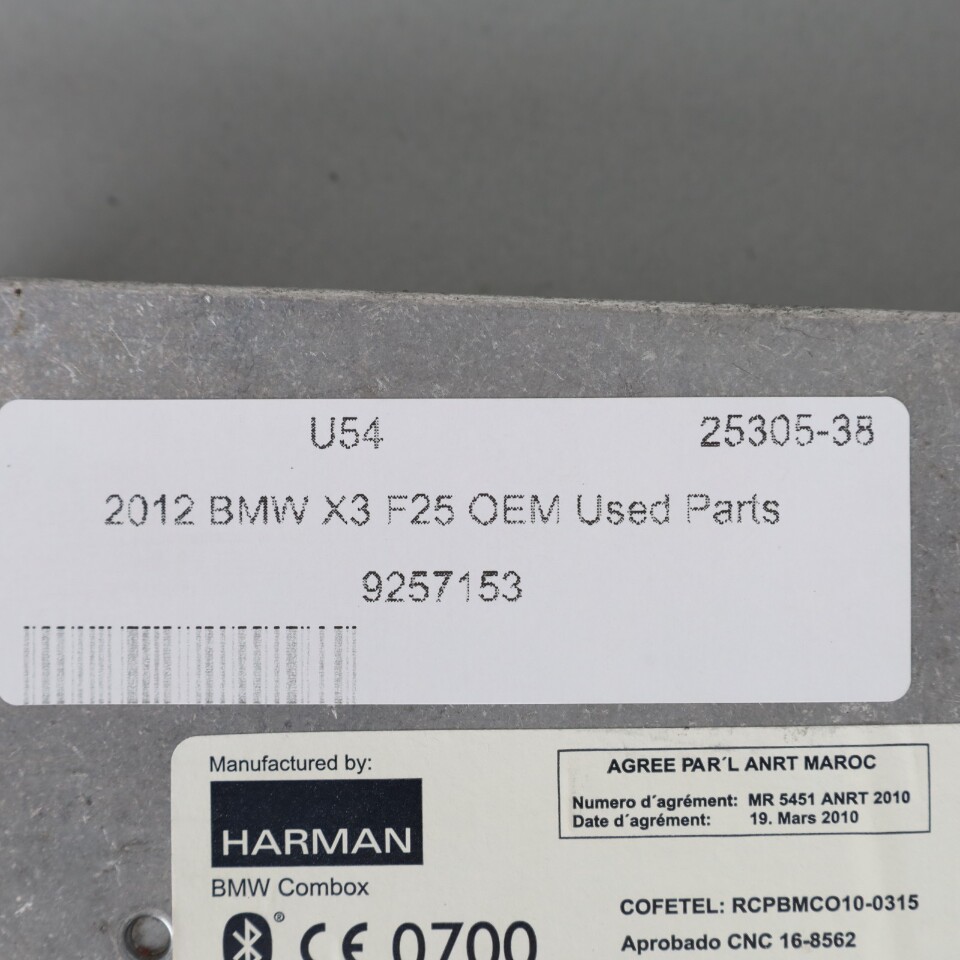 U54 25305-38
2012 BMW X3 F25 OEM Used Parts
9257153
Manufactured by:
HARMAN
BMW Combox
® CE 0700
AGREE PAR´L ANRT MAROC
Numero d´agrément: MR 5451 ANRT 2010
Date d´agrément: 19. Mars 2010
COFETEL: RCPBMCO10-0315
Aprobado CNC 16-8562